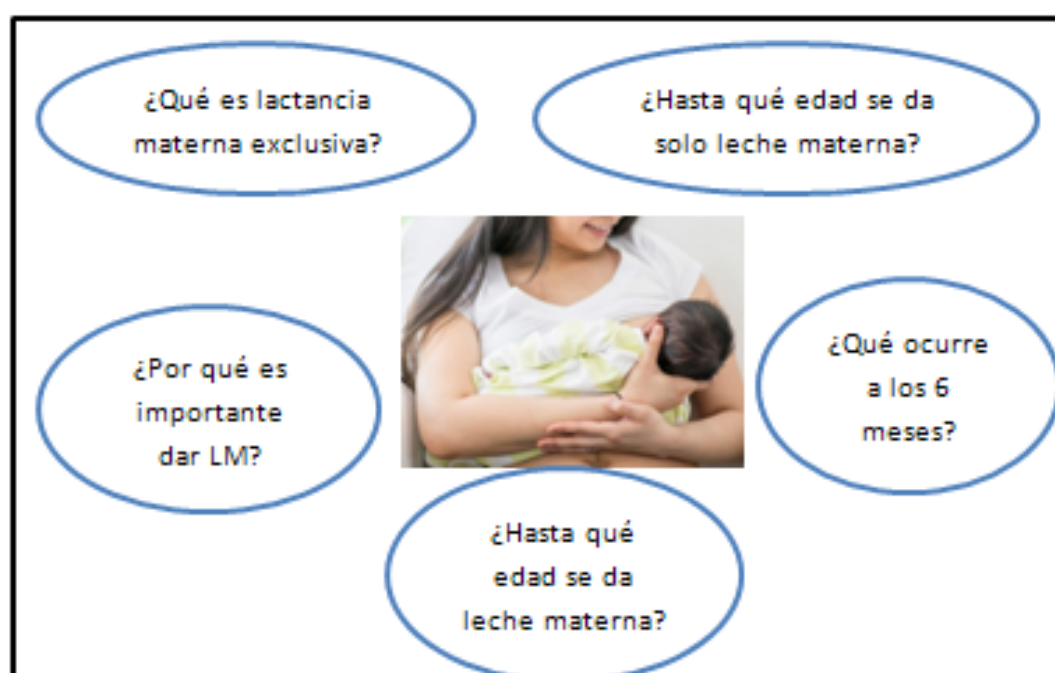 ¿Qué es lactancia
materna exclusiva?
¿Hasta qué edad se da
solo leche materna?
¿Por qué es
importante
dar LM?
¿Qué ocurre
a los 6
meses?
¿Hasta qué
edad se da
leche materna?